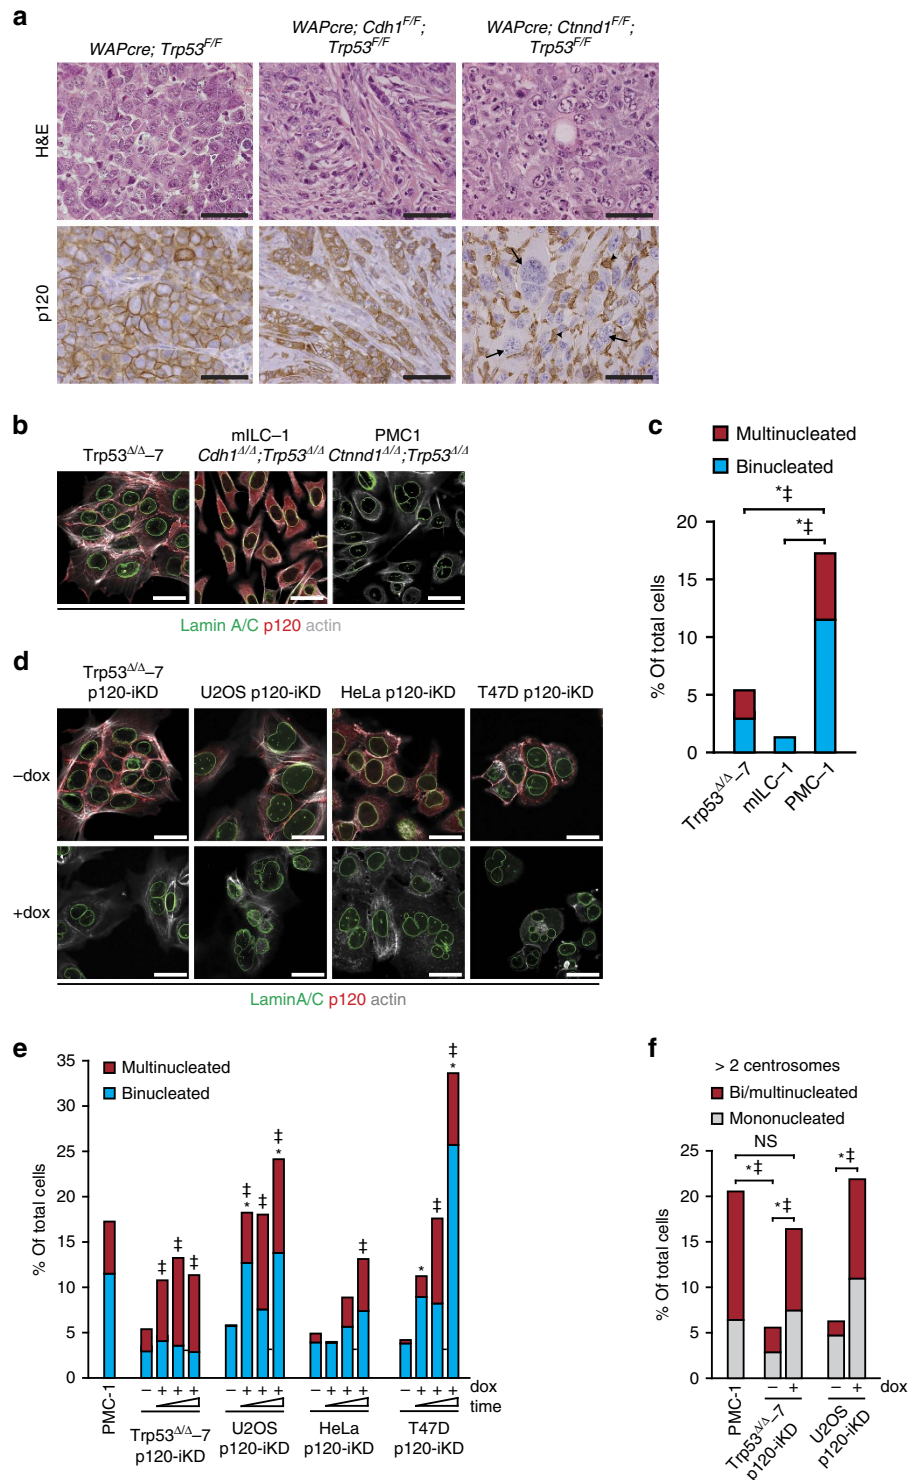 a
WAPcre; Trp53F/F
WAPcre; Cdh1F/F;
Trp53F/F
WAPcre; Ctnnd1F/F;
Trp53F/F
H&E
p120
b
Trp53Δ/Δ–7
mILC–1
Cdh1Δ/Δ;Trp53Δ/Δ
PMC1
Ctnnd1Δ/Δ;Trp53Δ/Δ
Lamin A/C p120 actin
c
Multinucleated
Binucleated
*‡
*‡
% Of total cells
20
15
10
5
0
Trp53Δ/Δ–7
mILC–1
PMC–1
d
Trp53Δ/Δ–7
p120-iKD
U2OS p120-iKD
HeLa p120-iKD
T47D p120-iKD
–dox
+dox
LaminA/C p120 actin
e
Multinucleated
Binucleated
% Of total cells
35
30
25
20
15
10
5
0
‡
‡
‡
‡
*
‡
‡
*
‡
*
‡
‡
*
– + + + – + + + – + + + – + + + dox
time
PMC-1
Trp53Δ/Δ–7
p120-iKD
U2OS
p120-iKD
HeLa
p120-iKD
T47D
p120-iKD
f
> 2 centrosomes
Bi/multinucleated
Mononucleated
% Of total cells
25
20
15
10
5
0
NS
*‡
*‡
*‡
– + – + dox
PMC-1
Trp53Δ/Δ–7
p120-iKD
U2OS
p120-iKD